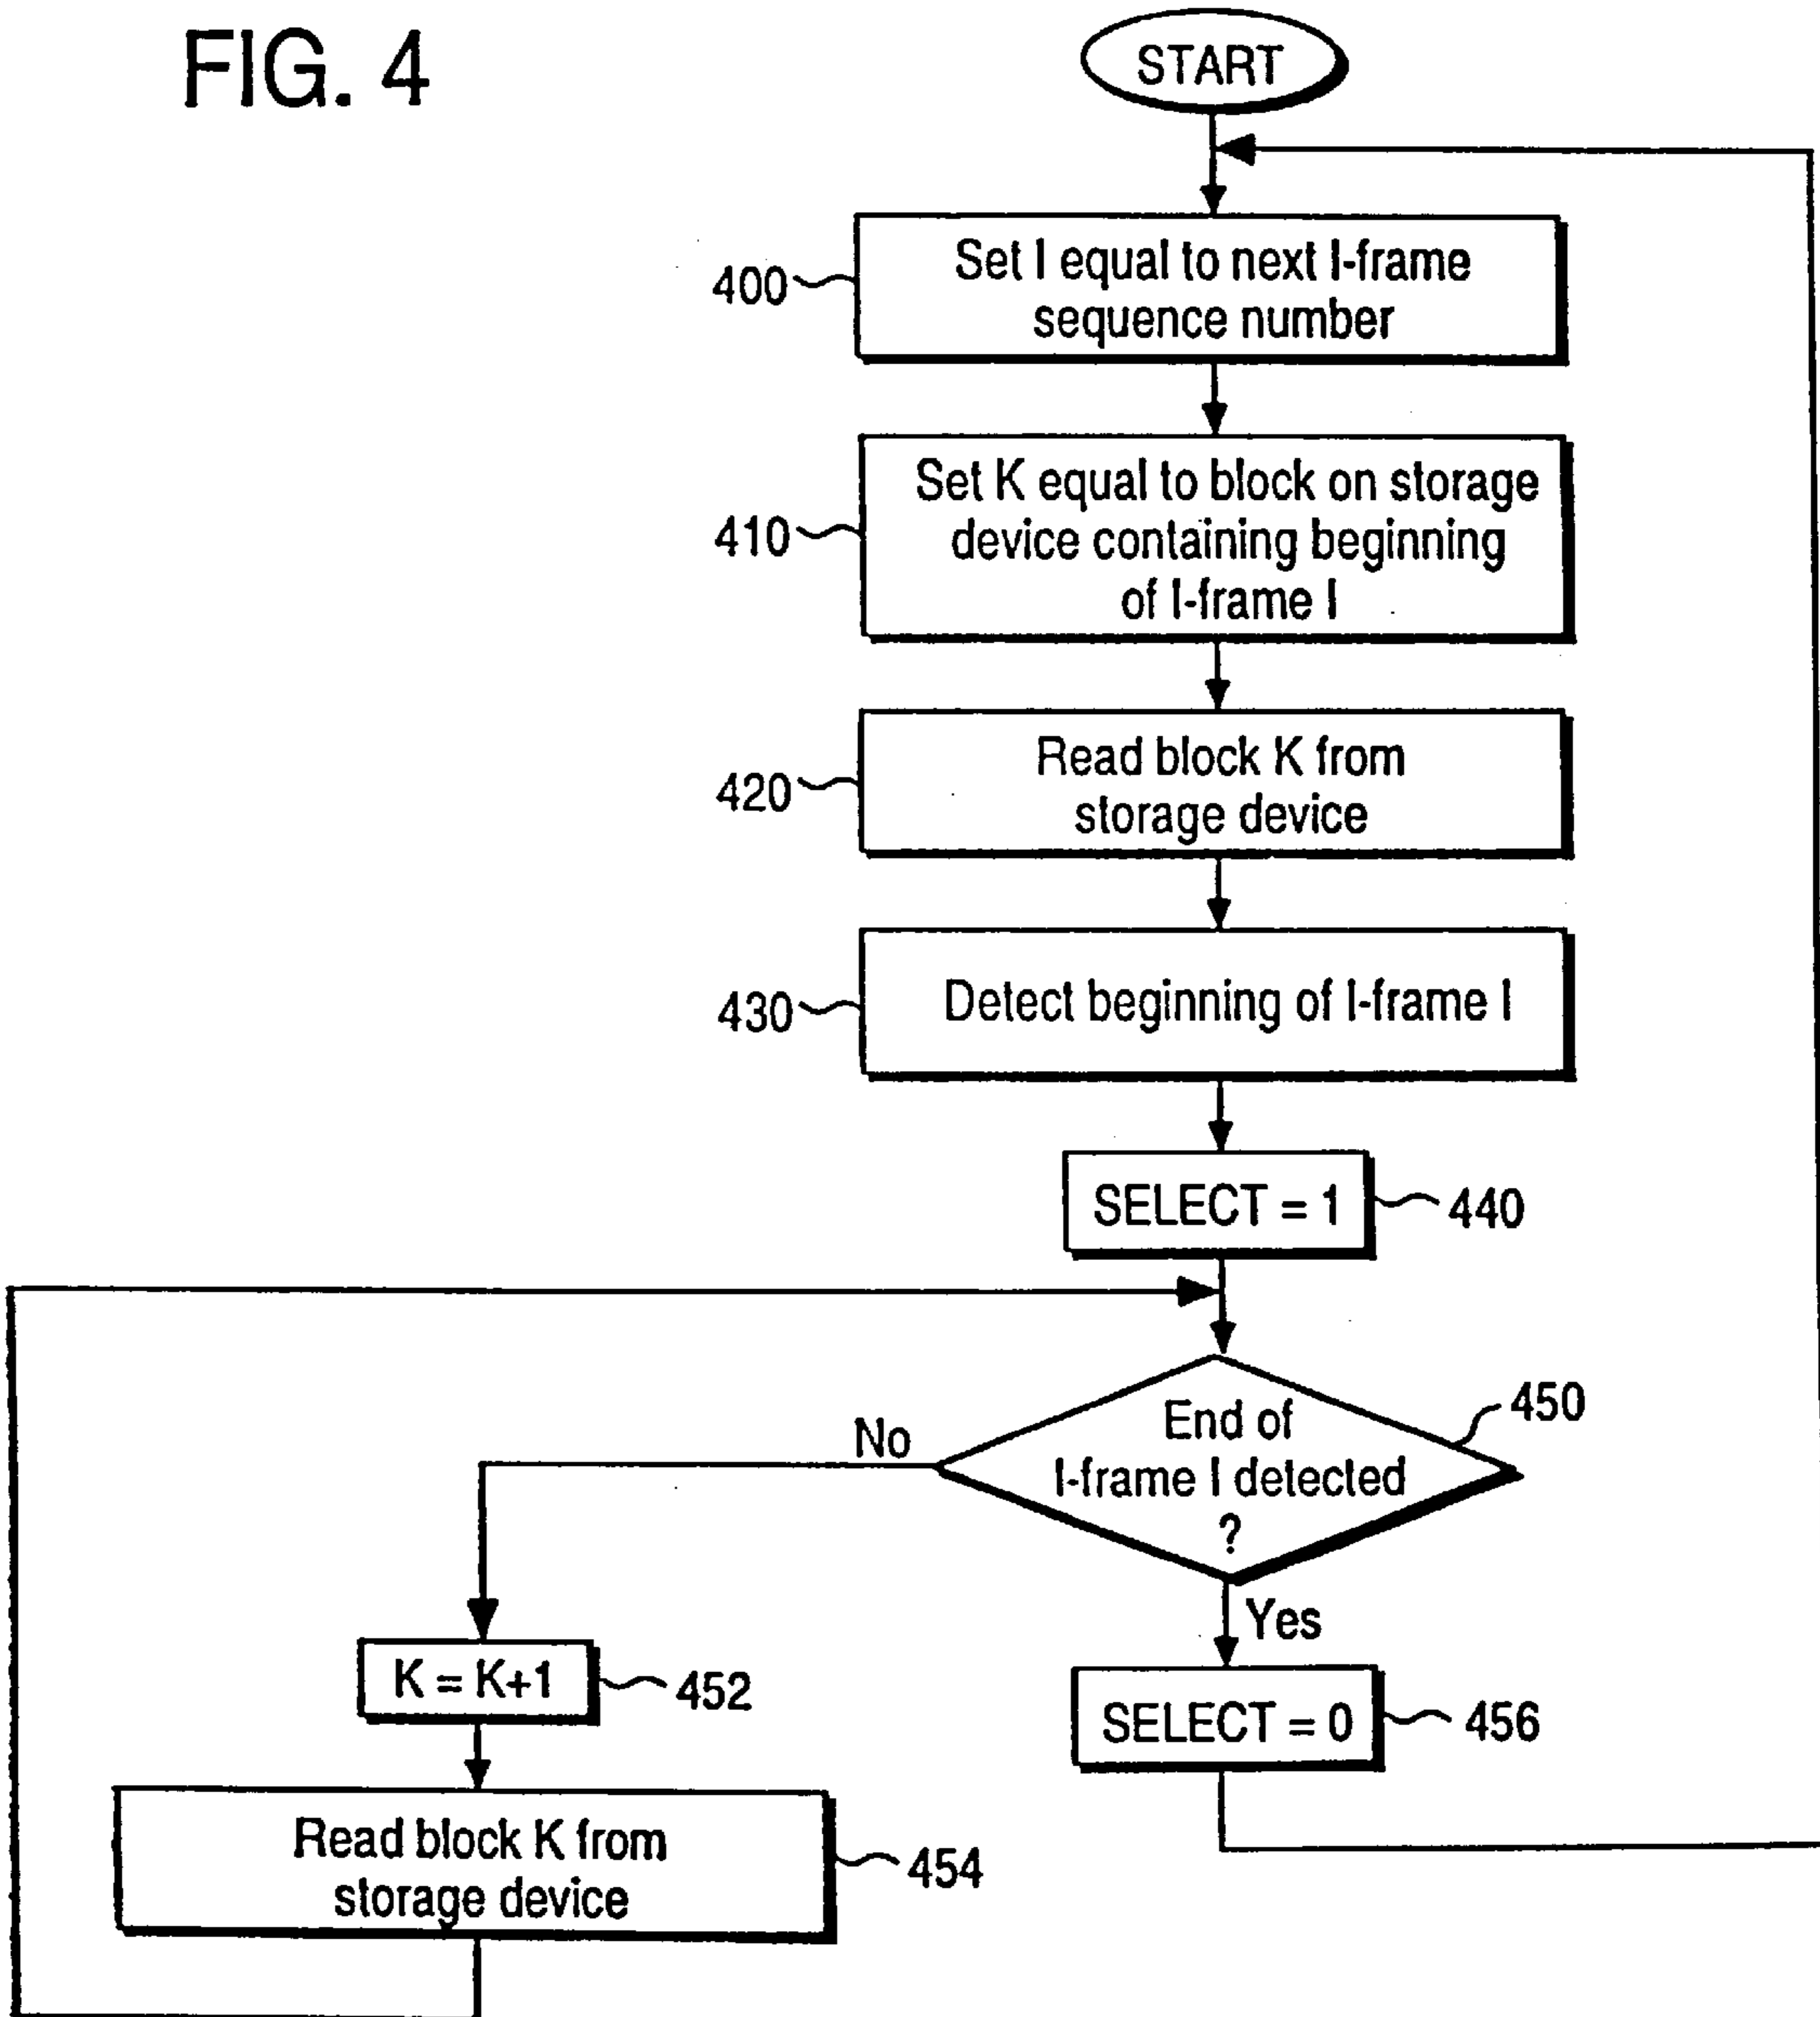 FIG. 4
START
400
Set I equal to next I-frame
sequence number
410
Set K equal to block on storage
device containing beginning
of I-frame I
420
Read block K from
storage device
430
Detect beginning of I-frame I
SELECT = 1
440
450
End of
I-frame I detected
?
No
Yes
K = K+1
452
SELECT = 0
456
Read block K from
storage device
454